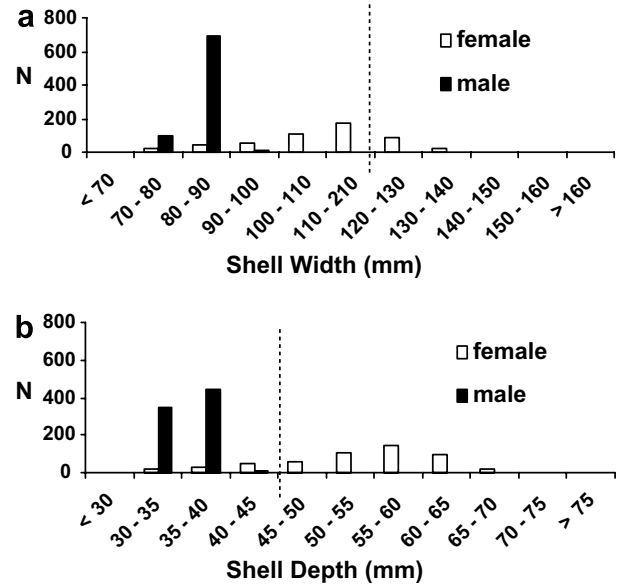 a
800
600
400
200
0
N
female
male
< 70
70 - 80
80 - 90
90 - 100
100 - 110
110 - 210
120 - 130
130 - 140
140 - 150
150 - 160
> 160
Shell Width (mm)
b
800
600
400
200
0
N
female
male
< 30
30 - 35
35 - 40
40 - 45
45 - 50
50 - 55
55 - 60
60 - 65
65 - 70
70 - 75
> 75
Shell Depth (mm)